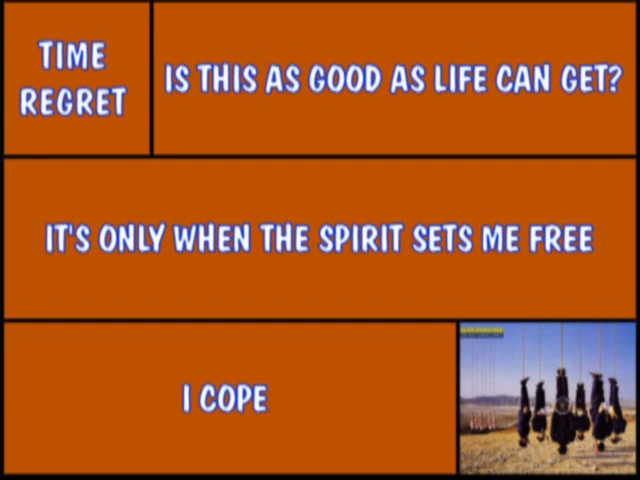 TIME
REGRET
IS THIS AS GOOD AS LIFE CAN GET?
IT'S ONLY WHEN THE SPIRIT SETS ME FREE
I COPE